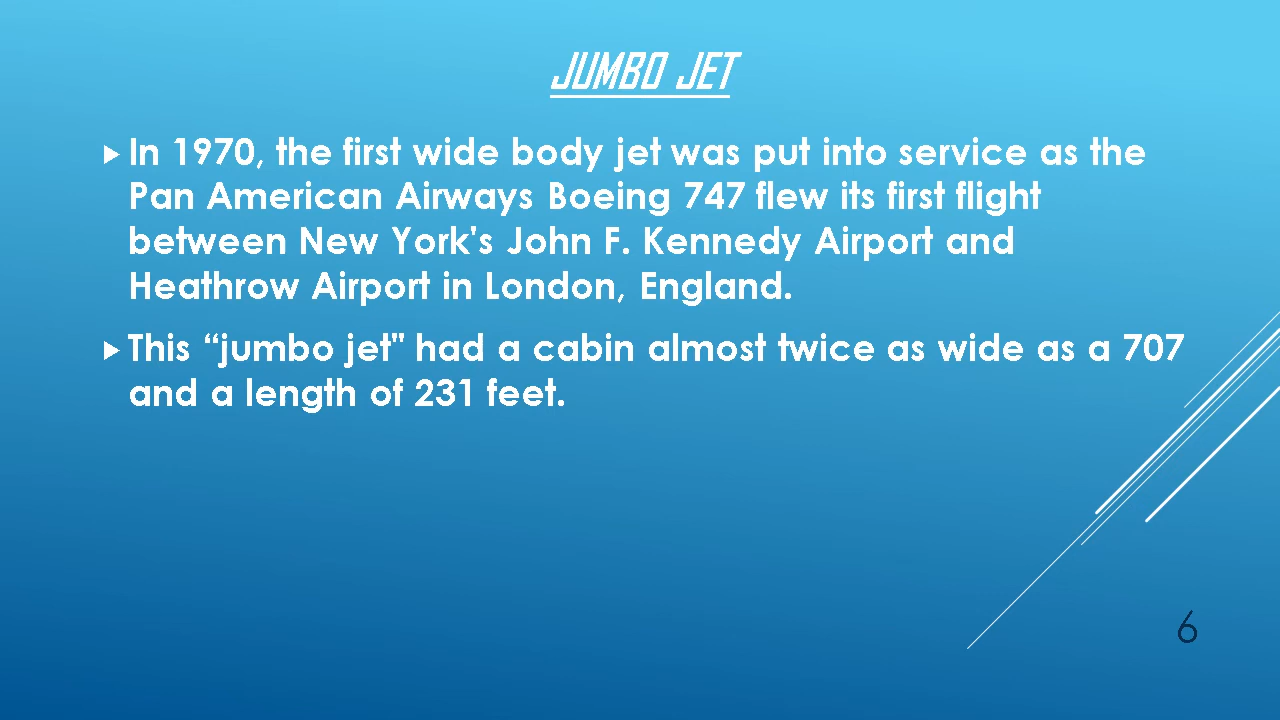 JUMBO JET
In 1970, the first wide body jet was put into service as the
Pan American Airways Boeing 747 flew its first flight
between New York's John F. Kennedy Airport and
Heathrow Airport in London, England.
This “jumbo jet" had a cabin almost twice as wide as a 707
and a length of 231 feet.
6